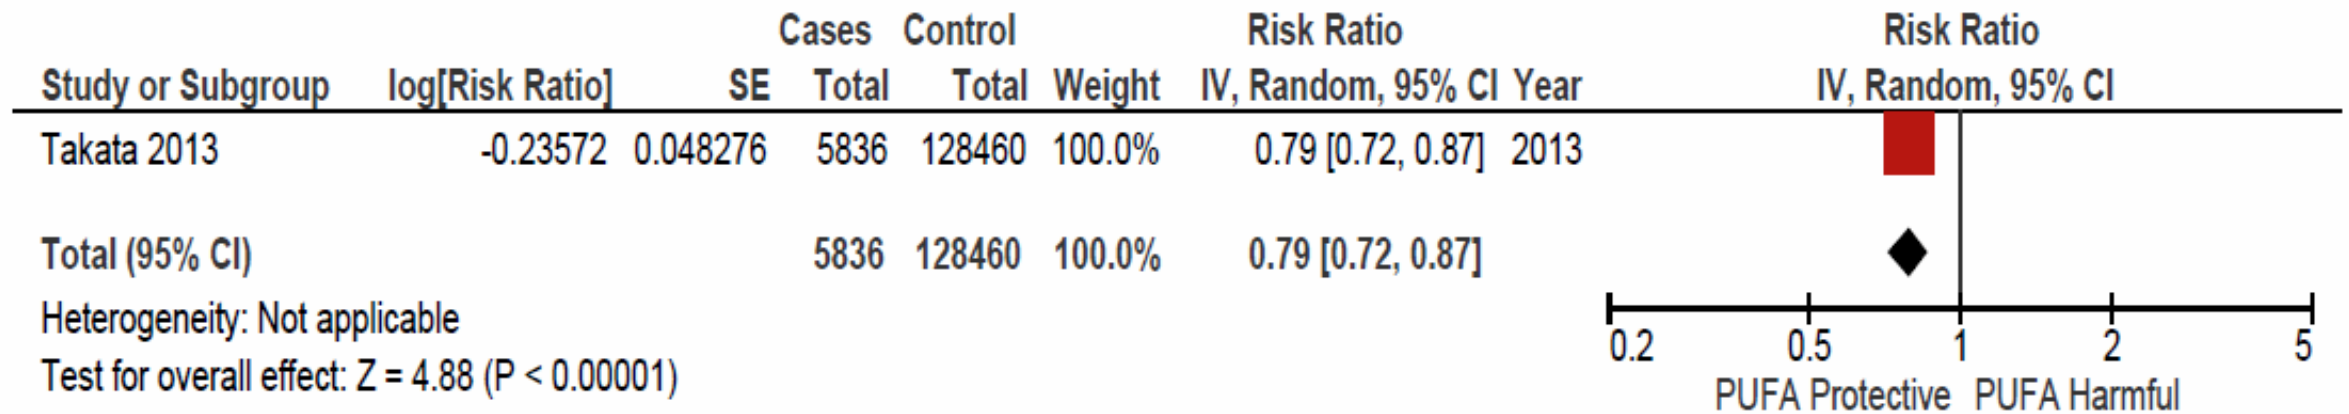 Cases Control Risk Ratio Risk Ratio
Study or Subgroup log[Risk Ratio] SE Total Total Weight IV, Random, 95% CI Year IV, Random, 95% CI
Takata 2013 -0.23572 0.048276 5836 128460 100.0% 0.79 [0.72, 0.87] 2013
Total (95% CI) 5836 128460 100.0% 0.79 [0.72, 0.87]
Heterogeneity: Not applicable
Test for overall effect: Z = 4.88 (P < 0.00001)
0.2 0.5 1 2 5
PUFA Protective PUFA Harmful